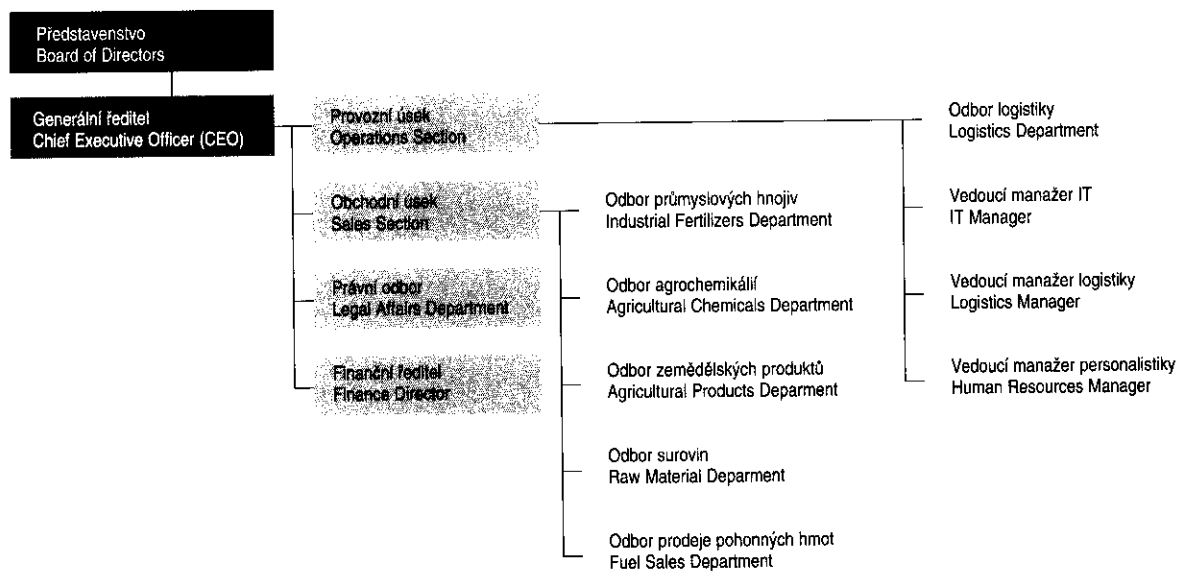 Představenstvo
Board of Directors
Generální ředitel
Chief Executive Officer (CEO)
Provozní úsek
Operations Section
Odbor logistiky
Logistics Department
Obchodní úsek
Sales Section
Odbor průmyslových hnojiv
Industrial Fertilizers Department
Vedoucí manažer IT
IT Manager
Právní odbor
Legal Affairs Department
Odbor agrochemikálií
Agricultural Chemicals Department
Vedoucí manažer logistiky
Logistics Manager
Finanční ředitel
Finance Director
Odbor zemědělských produktů
Agricultural Products Deparment
Vedoucí manažer personalistiky
Human Resources Manager
Odbor surovin
Raw Material Deparment
Odbor prodeje pohonných hmot
Fuel Sales Department